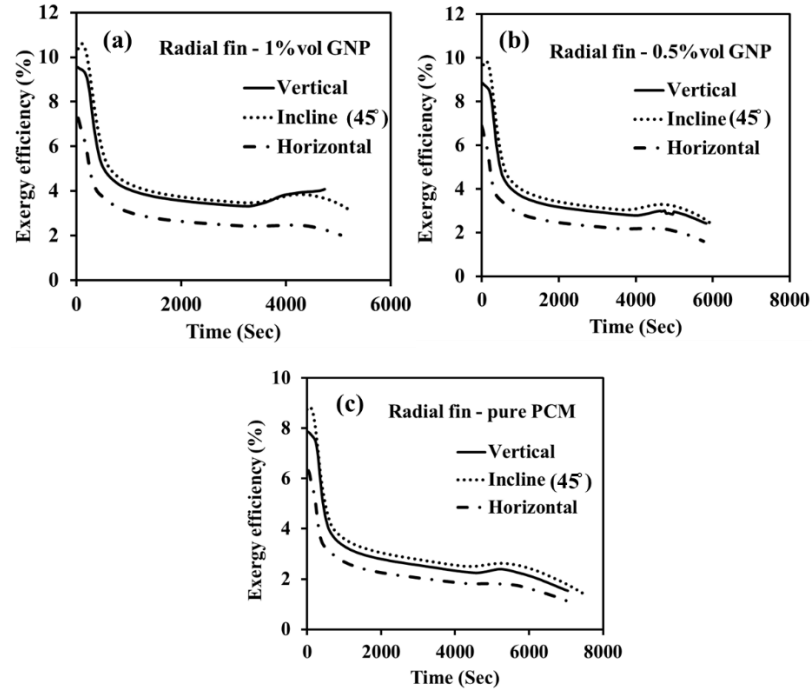 12
10
8
6
4
2
0
Exergy efficiency (%)
(a)
Radial fin - 1%vol GNP
Vertical
Incline (45°)
Horizontal
0 2000 4000 6000
Time (Sec)
12
10
8
6
4
2
0
Exergy efficiency (%)
(b)
Radial fin - 0.5%vol GNP
Vertical
Incline (45°)
Horizontal
0 2000 4000 6000 8000
Time (Sec)
10
8
6
4
2
0
Exergy efficiency (%)
(c)
Radial fin - pure PCM
Vertical
Incline (45°)
Horizontal
0 2000 4000 6000 8000
Time (Sec)